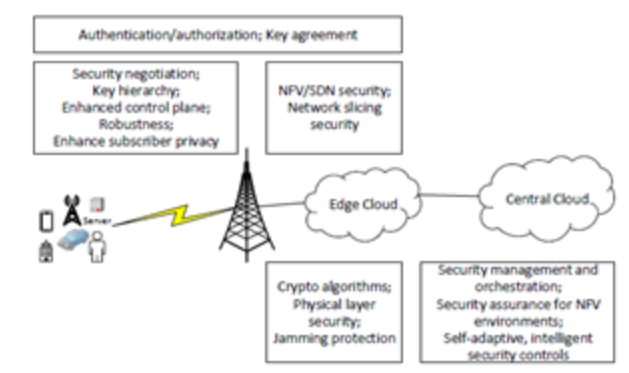 Authentication/authorization; Key agreement
Security negotiation;
Key hierarchy;
Enhanced control plane;
Robustness;
Enhance subscriber privacy
NFV/SDN security;
Network slicing
security
Server
Edge Cloud
Central Cloud
Crypto algorithms;
Physical layer
security;
Jamming protection
Security management and
orchestration;
Security assurance for NFV
environments;
Self-adaptive, intelligent
security controls